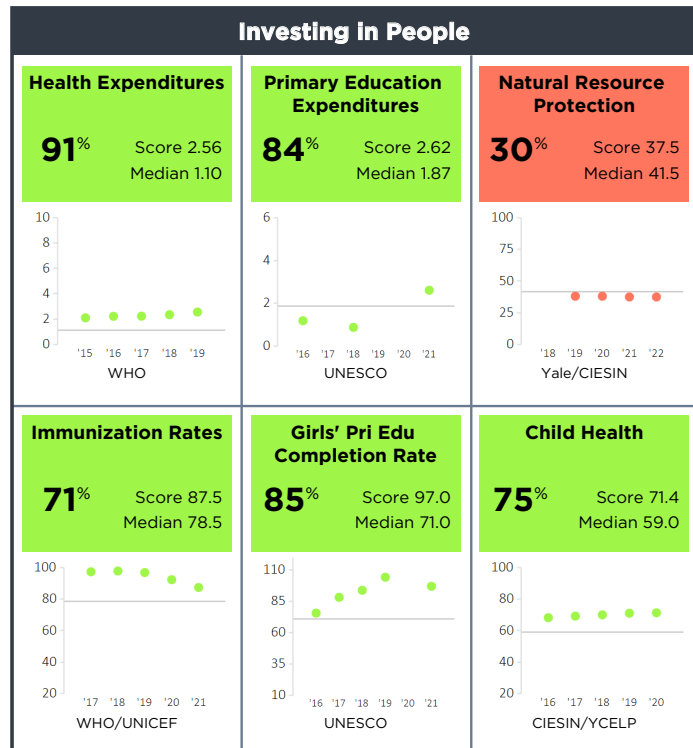 Investing in People
Health Expenditures
91%
Score 2.56
Median 1.10
10
8
6
4
2
0
'15 '16 '17 '18 '19
WHO
Primary Education
Expenditures
84%
Score 2.62
Median 1.87
6
4
2
0
'16 '17 '18 '19 '20 '21
UNESCO
Natural Resource
Protection
30%
Score 37.5
Median 41.5
100
75
50
25
0
'18 '19 '20 '21 '22
Yale/CIESIN
Immunization Rates
71%
Score 87.5
Median 78.5
100
80
60
40
20
'17 '18 '19 '20 '21
WHO/UNICEF
Girls' Pri Edu
Completion Rate
85%
Score 97.0
Median 71.0
110
85
60
35
10
'16 '17 '18 '19 '20 '21
UNESCO
Child Health
75%
Score 71.4
Median 59.0
100
80
60
40
20
'16 '17 '18 '19 '20
CIESIN/YCELP